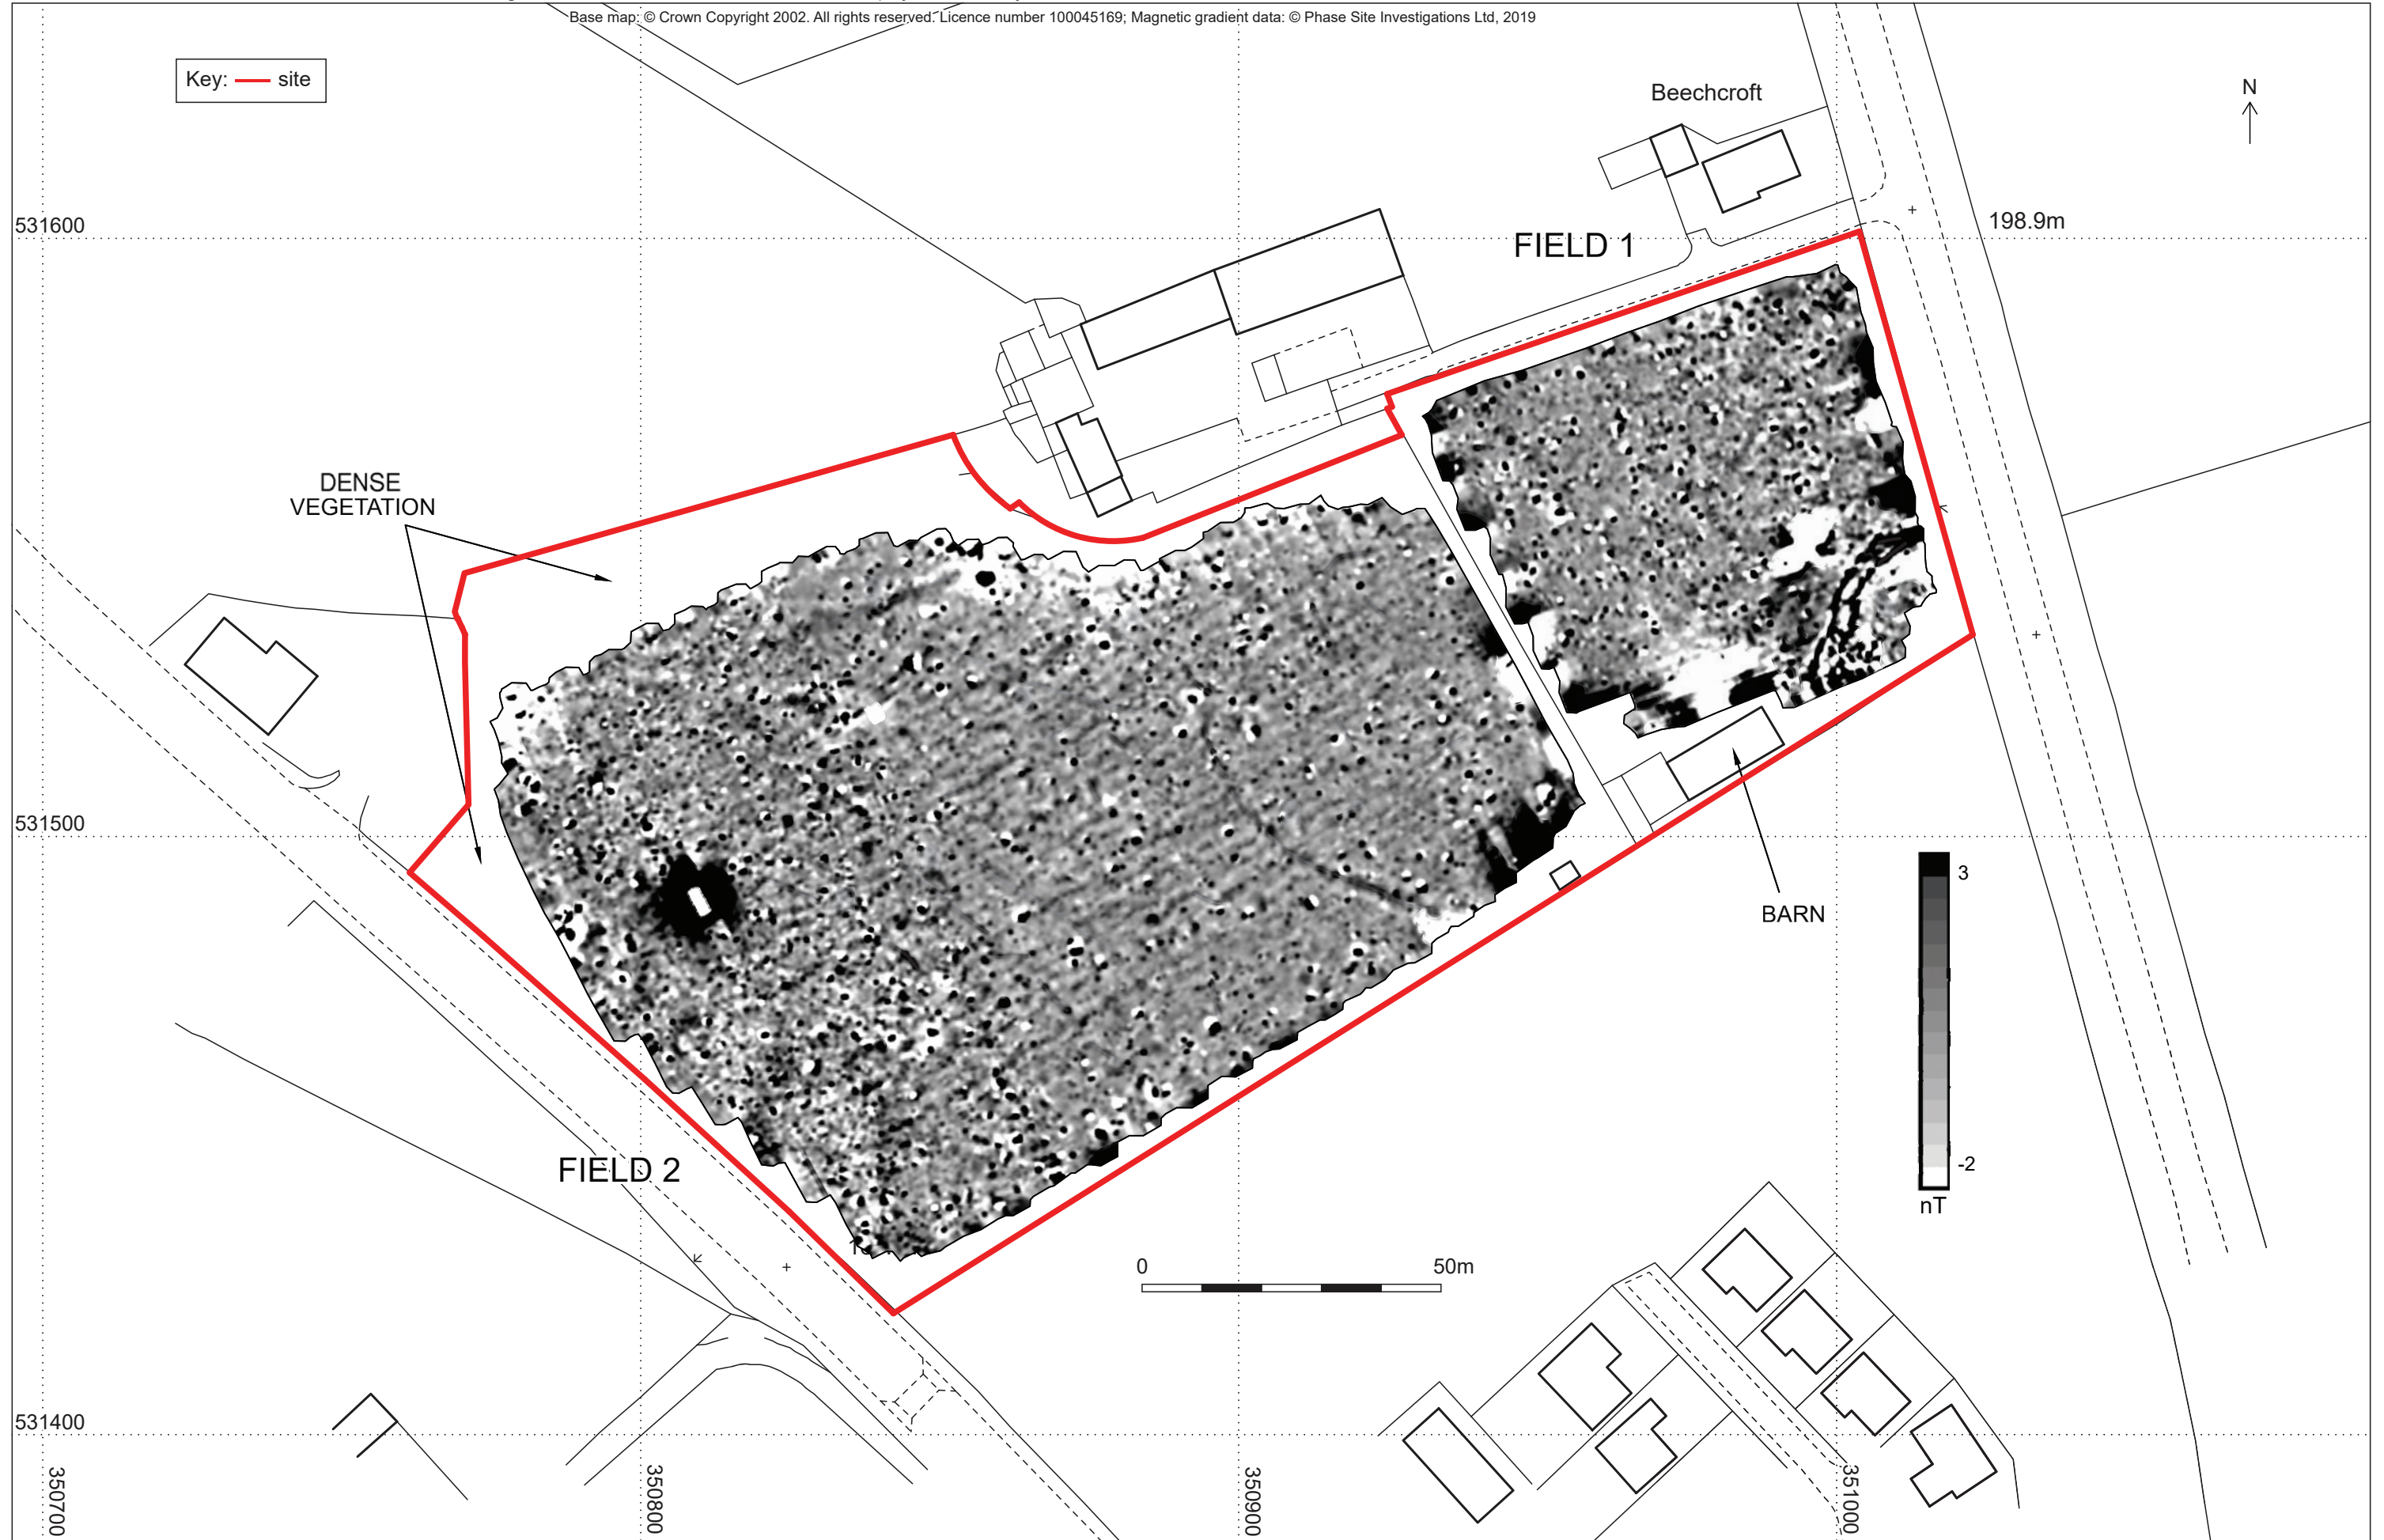 Base map: © Crown Copyright 2002. All rights reserved. Licence number 100045169; Magnetic gradient data: © Phase Site Investigations Ltd, 2019
Key: site
Beechcroft
N
531600
198.9m
FIELD 1
DENSE
VEGETATION
531500
3
BARN
-2
nT
FIELD 2
0 50m
531400
350700
350800
350900
351000